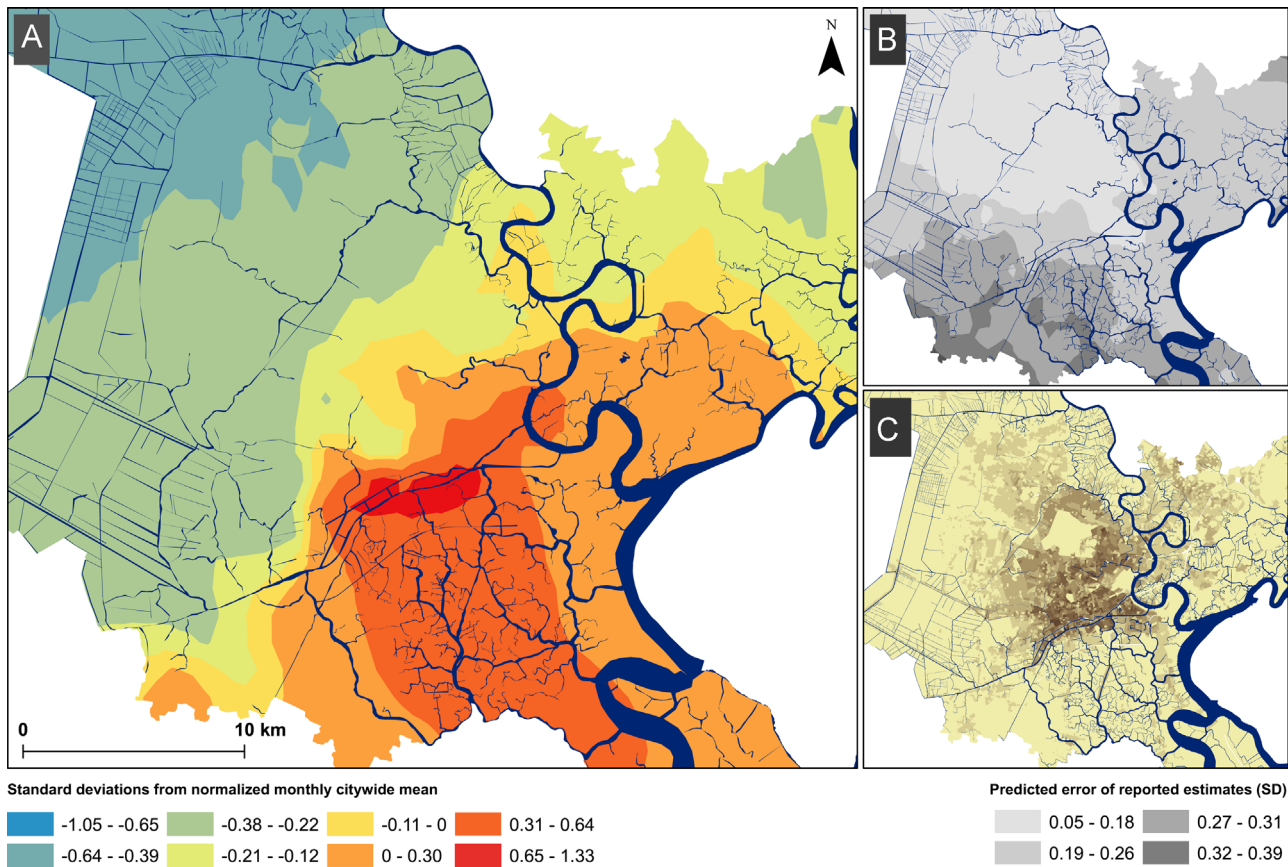 A
N
B
C
0 10 km
Standard deviations from normalized monthly citywide mean
-1.05 - -0.65
-0.38 - -0.22
-0.11 - 0
0.31 - 0.64
-0.64 - -0.39
-0.21 - -0.12
0 - 0.30
0.65 - 1.33
Predicted error of reported estimates (SD)
0.05 - 0.18
0.27 - 0.31
0.19 - 0.26
0.32 - 0.39